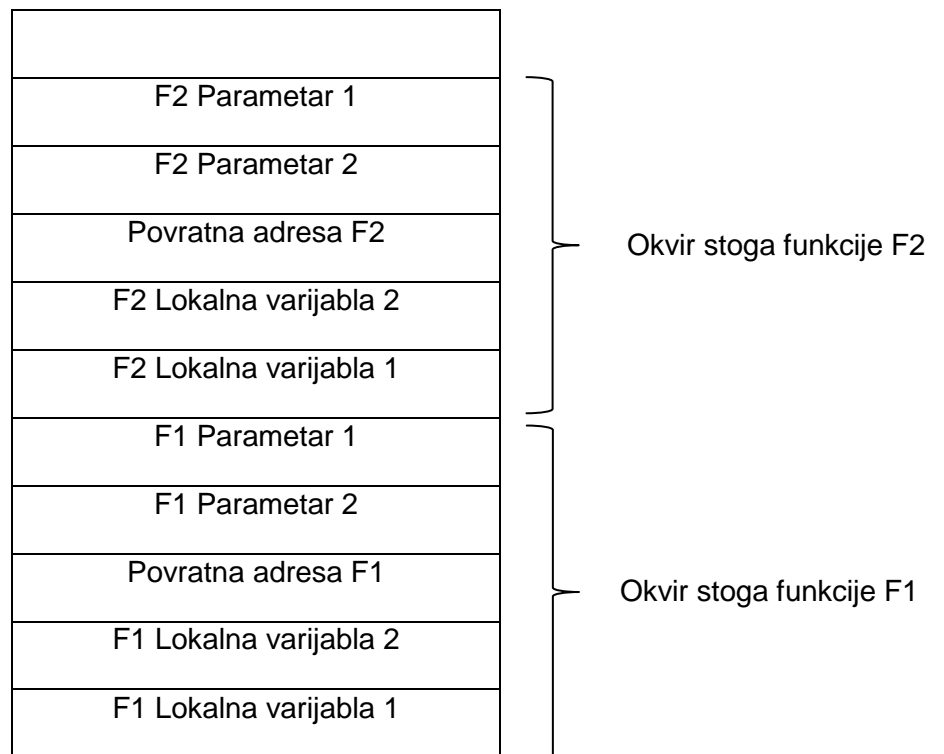 F2 Parametar 1
F2 Parametar 2
Povratna adresa F2
Okvir stoga funkcije F2
F2 Lokalna varijabla 2
F2 Lokalna varijabla 1
F1 Parametar 1
F1 Parametar 2
Povratna adresa F1
Okvir stoga funkcije F1
F1 Lokalna varijabla 2
F1 Lokalna varijabla 1